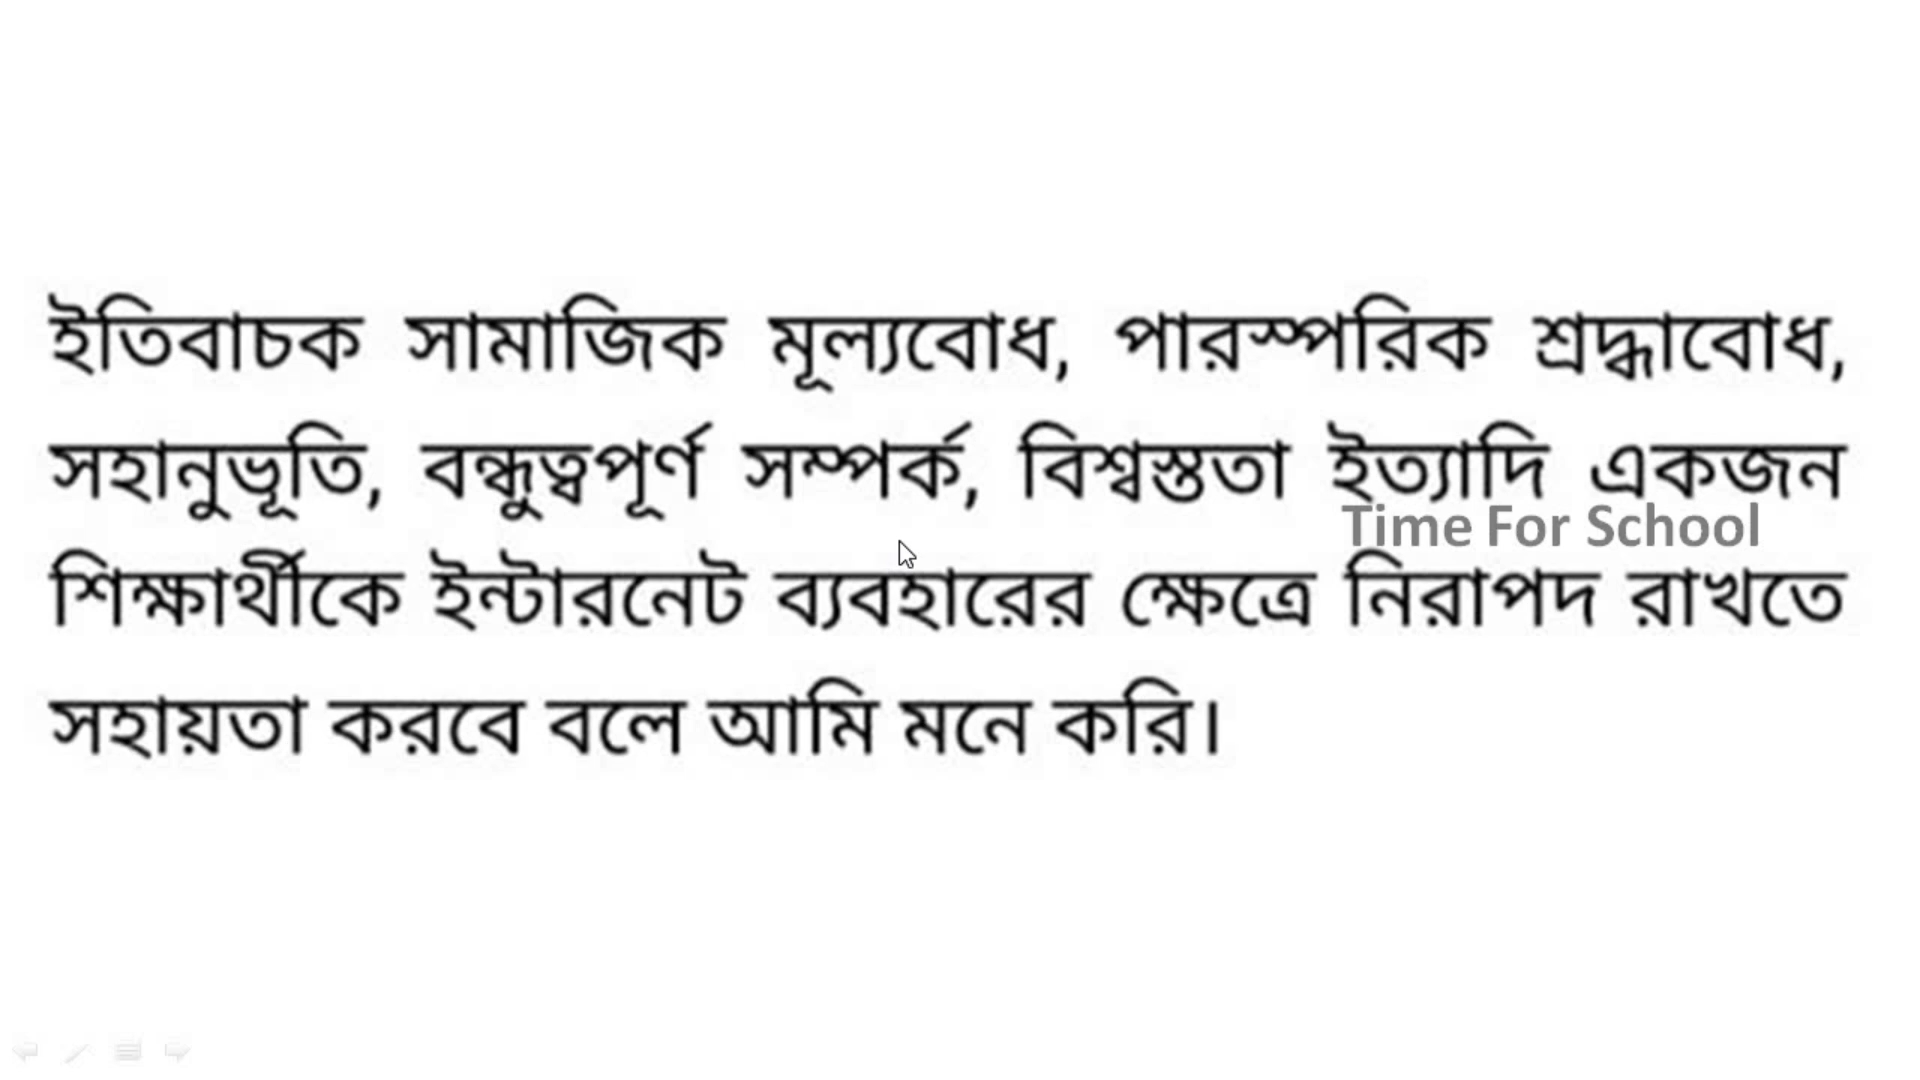 ইতিবাচক সামাজিক মূল্যবোধ, পারস্পরিক শ্রদ্ধাবোধ,
সহানুভূতি, বন্ধুত্বপূর্ণ সম্পর্ক, বিশ্বস্ততা ইত্যাদি একজন
Time For School
শিক্ষার্থীকে ইন্টারনেট ব্যবহারের ক্ষেত্রে নিরাপদ রাখতে
সহায়তা করবে বলে আমি মনে করি।